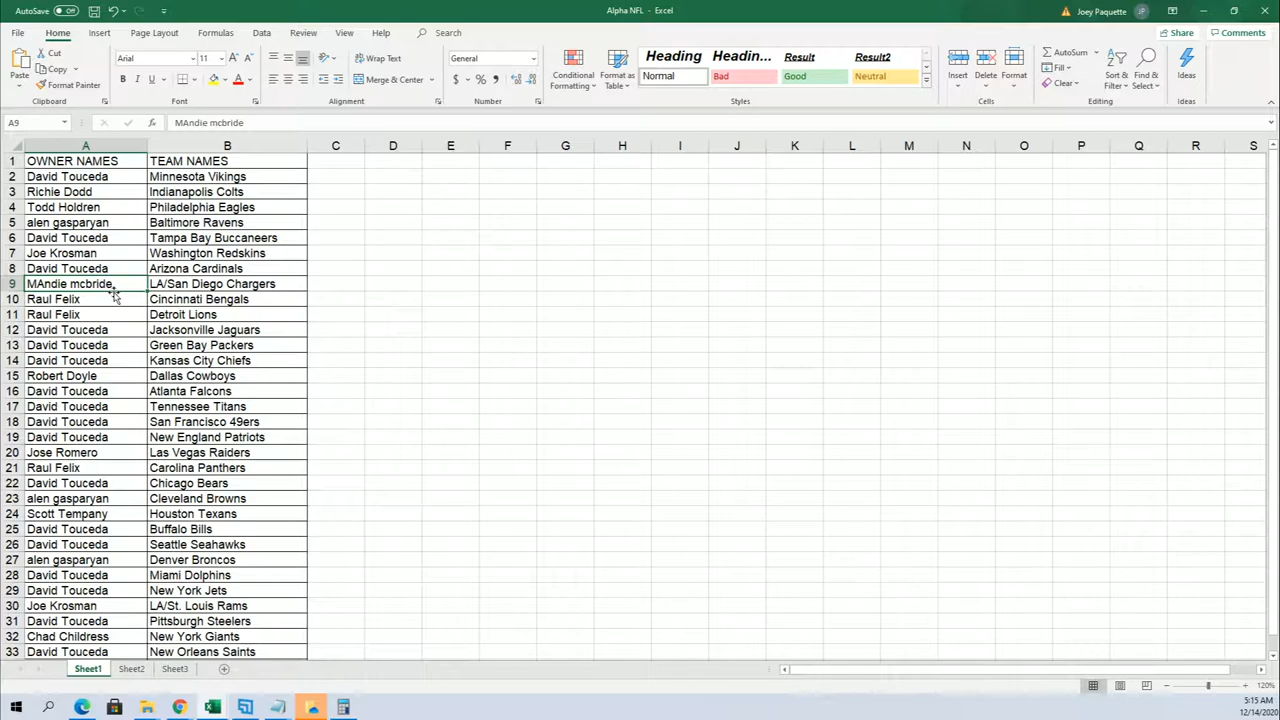 AutoSave Off Alpha NFL - Excel Joey Paquette JP
File Home Insert Page Layout Formulas Data Review View Help Search Share Comments
Paste Cut Copy Format Painter Clipboard
Arial 11 A A B I U A Font
Merge & Center Alignment
General $ % , Number
Conditional Formatting Format as Table
Heading Headin... Result Result2
Normal Bad Good Neutral Styles
Insert Delete Format Cells
AutoSum Fill Clear Sort & Filter Find & Select Editing
Ideas Ideas
A9 fx MAndie mcbride
A B C D E F G H I J K L M N O P Q R S
1 OWNER NAMES TEAM NAMES
2 David Touceda Minnesota Vikings
3 Richie Dodd Indianapolis Colts
4 Todd Holdren Philadelphia Eagles
5 alen gasparyan Baltimore Ravens
6 David Touceda Tampa Bay Buccaneers
7 Joe Krosman Washington Redskins
8 David Touceda Arizona Cardinals
9 MAndie mcbride LA/San Diego Chargers
10 Raul Felix Cincinnati Bengals
11 Raul Felix Detroit Lions
12 David Touceda Jacksonville Jaguars
13 David Touceda Green Bay Packers
14 David Touceda Kansas City Chiefs
15 Robert Doyle Dallas Cowboys
16 David Touceda Atlanta Falcons
17 David Touceda Tennessee Titans
18 David Touceda San Francisco 49ers
19 David Touceda New England Patriots
20 Jose Romero Las Vegas Raiders
21 Raul Felix Carolina Panthers
22 David Touceda Chicago Bears
23 alen gasparyan Cleveland Browns
24 Scott Tempany Houston Texans
25 David Touceda Buffalo Bills
26 David Touceda Seattle Seahawks
27 alen gasparyan Denver Broncos
28 David Touceda Miami Dolphins
29 David Touceda New York Jets
30 Joe Krosman LA/St. Louis Rams
31 David Touceda Pittsburgh Steelers
32 Chad Childress New York Giants
33 David Touceda New Orleans Saints
Sheet1 Sheet2 Sheet3
120%
5:15 AM
12/14/2020